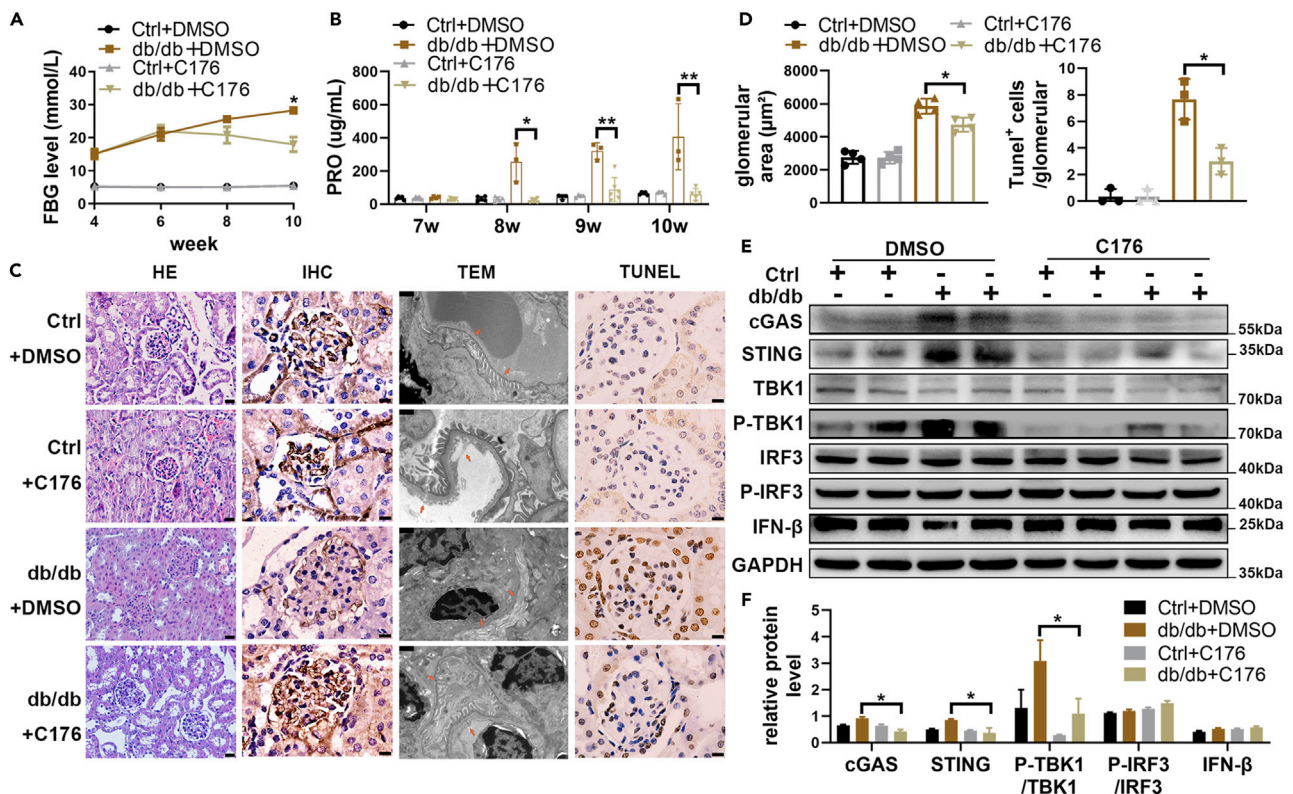 A
Ctrl+DMSO
db/db+DMSO
Ctrl+C176
db/db+C176
FBG level (mmol/L)
40
30
20
10
0
*
4
6
8
10
week
B
Ctrl+DMSO
db/db+DMSO
Ctrl+C176
db/db+C176
PRO (ug/mL)
800
600
400
200
0
*
**
**
7w
8w
9w
10w
D
Ctrl+DMSO
db/db+DMSO
Ctrl+C176
db/db+C176
glomerular
area (µm²)
8000
6000
4000
2000
0
*
Tunel+ cells
/glomerular
10
8
6
4
2
0
*
C
HE
IHC
TEM
TUNEL
Ctrl
+DMSO
Ctrl
+C176
db/db
+DMSO
db/db
+C176
E
DMSO
C176
Ctrl + + - - + + - -
db/db - - + + - - + +
cGAS
55kDa
STING
35kDa
TBK1
70kDa
P-TBK1
70kDa
IRF3
40kDa
P-IRF3
40kDa
IFN-β
25kDa
GAPDH
35kDa
F
Ctrl+DMSO
db/db+DMSO
Ctrl+C176
db/db+C176
relative protein
level
5
4
3
2
1
0
*
*
*
cGAS
STING
P-TBK1
/TBK1
P-IRF3
/IRF3
IFN-β